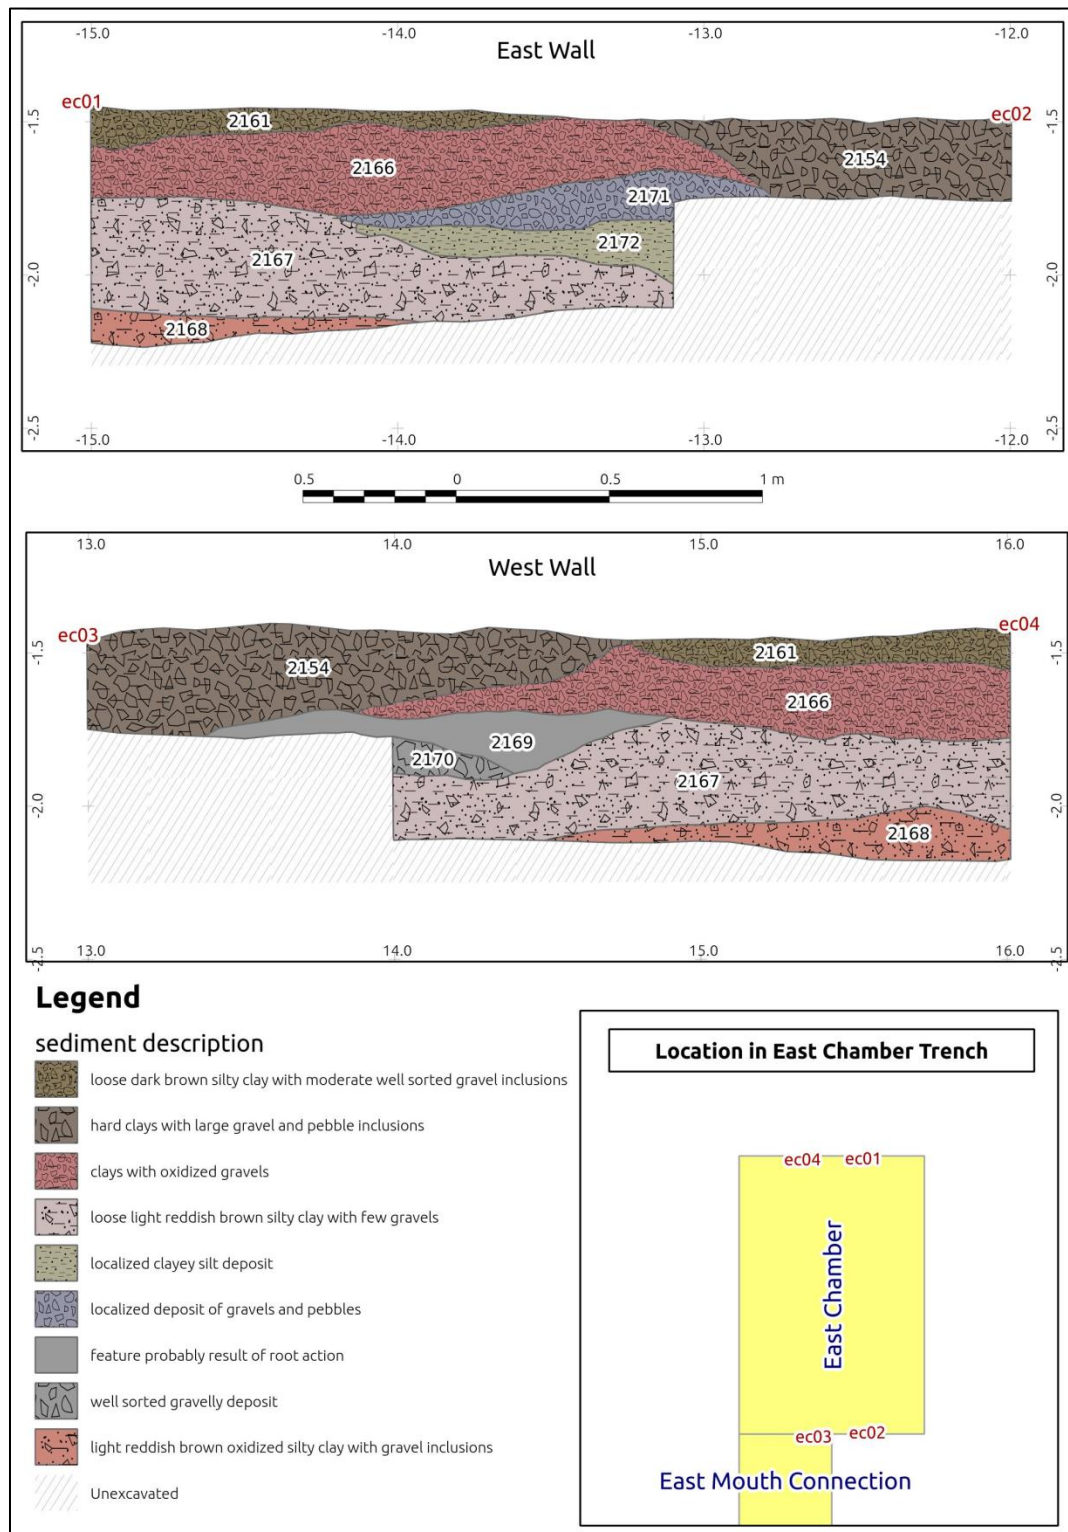 -15.0 -14.0 -13.0 -12.0
East Wall
ec01 ec02
-1.5 2161 -1.5
2154
2166
2171
2172
2167
-2.0 -2.0
2168
-2.5 -2.5
-15.0 -14.0 -13.0 -12.0
0.5 0 0.5 1 m
13.0 14.0 15.0 16.0
West Wall
ec03 ec04
-1.5 2161 -1.5
2154
2166
2169
2170
2167
-2.0 -2.0
2168
13.0 14.0 15.0 16.0
-2.5 -2.5
Legend
sediment description
loose dark brown silty clay with moderate well sorted gravel inclusions
hard clays with large gravel and pebble inclusions
clays with oxidized gravels
loose light reddish brown silty clay with few gravels
localized clayey silt deposit
localized deposit of gravels and pebbles
feature probably result of root action
well sorted gravelly deposit
light reddish brown oxidized silty clay with gravel inclusions
Unexcavated
Location in East Chamber Trench
ec04 ec01
East Chamber
ec03 ec02
East Mouth Connection